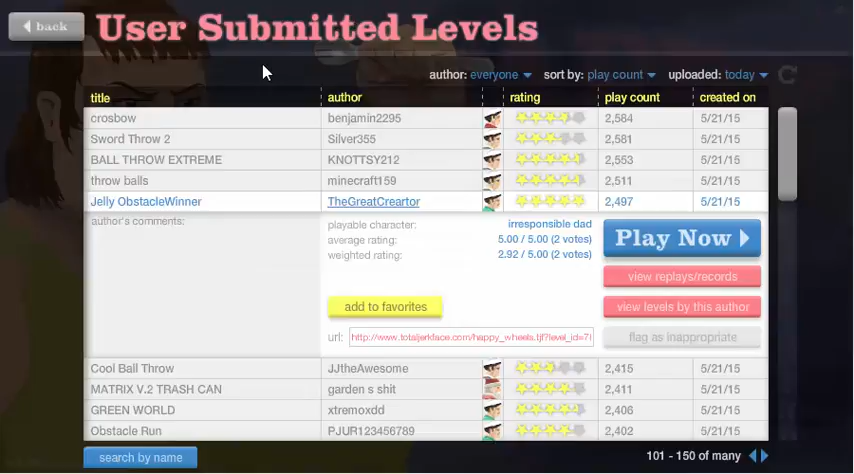 back
User Submitted Levels
author: everyone sort by: play count uploaded: today
title author rating play count created on
crosbow benjamin2295 2,584 5/21/15
Sword Throw 2 Silver355 2,581 5/21/15
BALL THROW EXTREME KNOTTSY212 2,553 5/21/15
throw balls minecraft159 2,511 5/21/15
Jelly ObstacleWinner TheGreatCreartor 2,497 5/21/15
author's comments:
playable character: irresponsible dad
average rating: 5.00 / 5.00 (2 votes)
weighted rating: 2.92 / 5.00 (2 votes)
Play Now
view replays/records
add to favorites
view levels by this author
url: http://www.totaljerkface.com/happy_wheels.tjf?level_id=7
flag as inappropriate
Cool Ball Throw JJtheAwesome 2,415 5/21/15
MATRIX V.2 TRASH CAN garden s shit 2,411 5/21/15
GREEN WORLD xtremoxdd 2,406 5/21/15
Obstacle Run PJUR123456789 2,402 5/21/15
search by name
101 - 150 of many